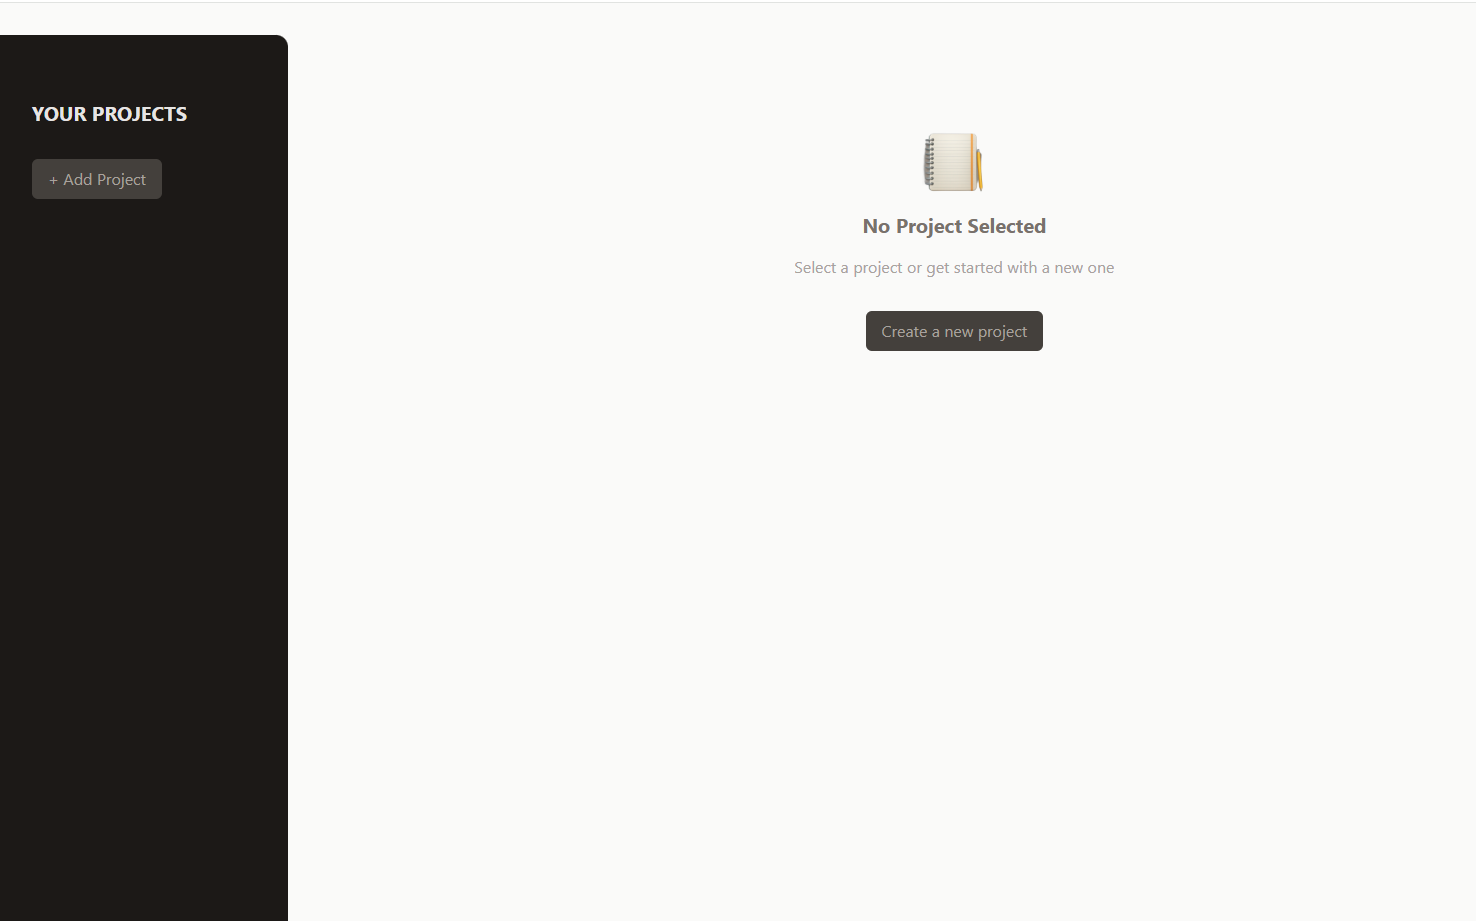 YOUR PROJECTS
+ Add Project
No Project Selected
Select a project or get started with a new one
Create a new project